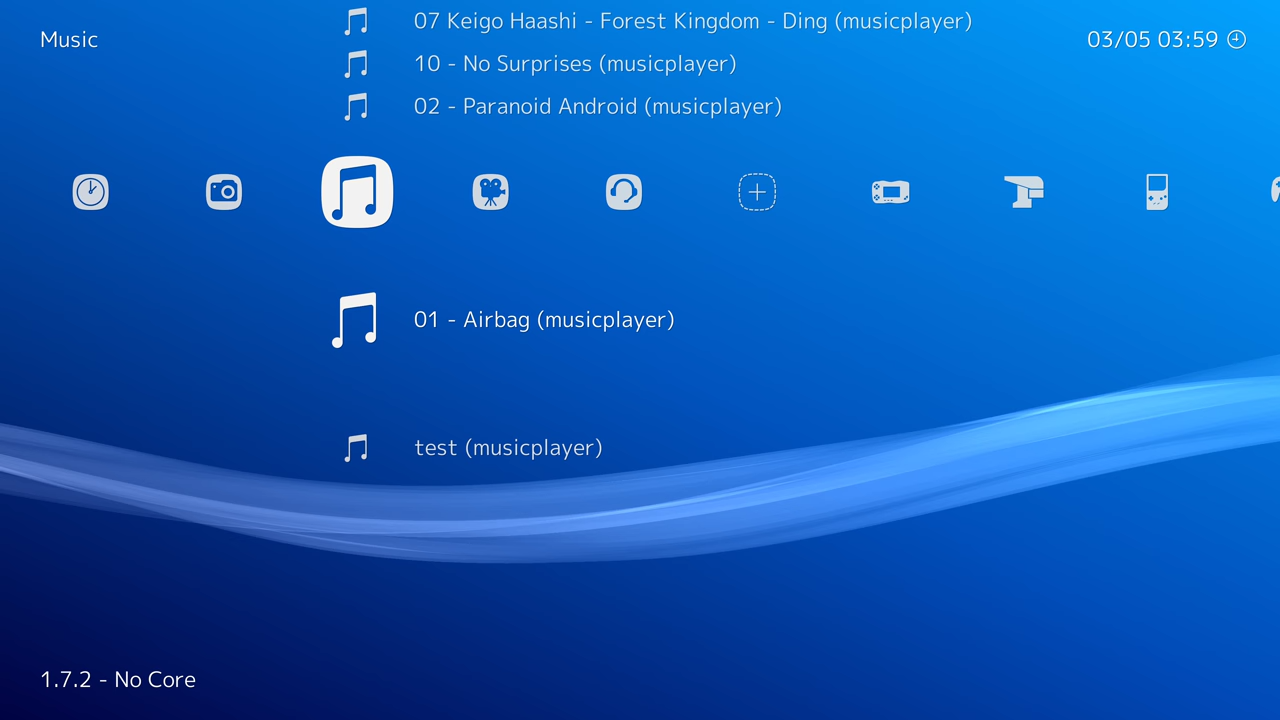 07 Keigo Haashi - Forest Kingdom - Ding (musicplayer)
Music
03/05 03:59
10 - No Surprises (musicplayer)
02 - Paranoid Android (musicplayer)
01 - Airbag (musicplayer)
test (musicplayer)
1.7.2 - No Core